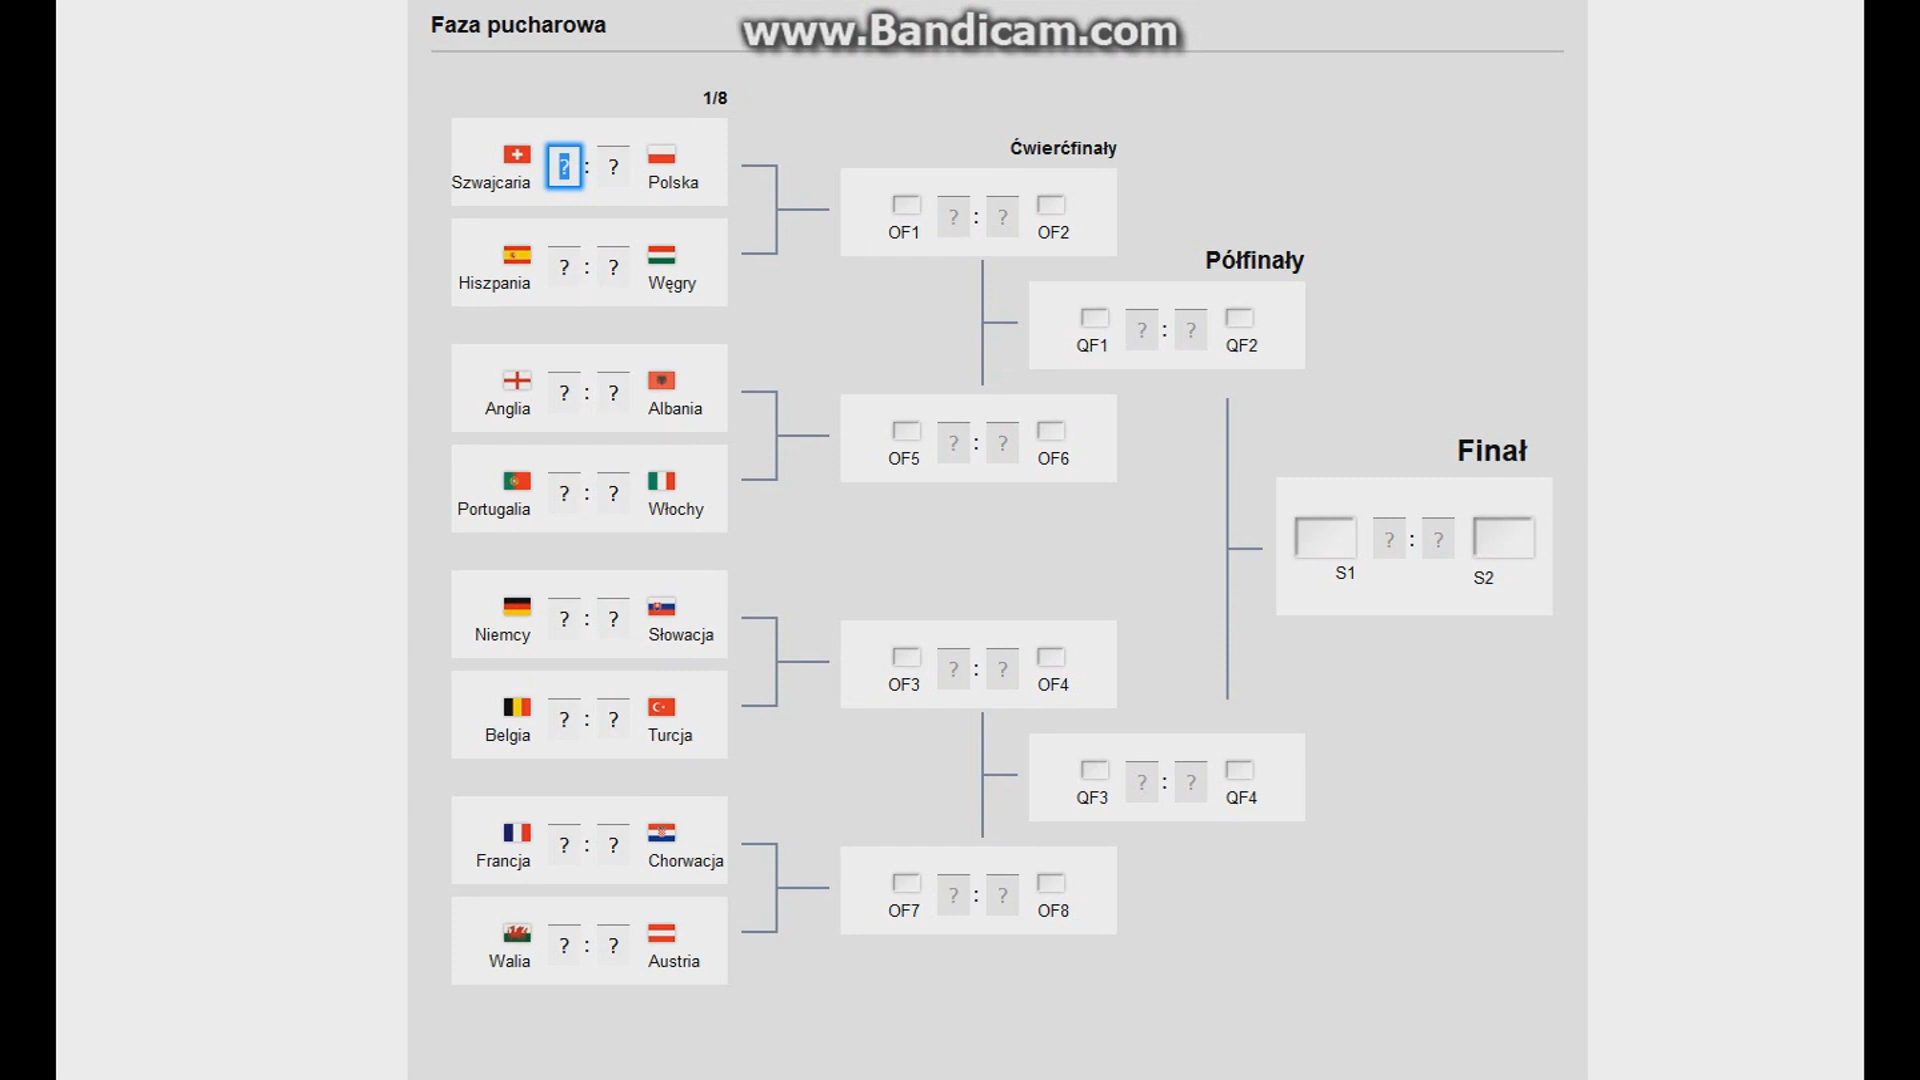 Faza pucharowa
www.Bandicam.com
1/8
Szwajcaria ? : ? Polska
Hiszpania ? : ? Węgry
Anglia ? : ? Albania
Portugalia ? : ? Włochy
Niemcy ? : ? Słowacja
Belgia ? : ? Turcja
Francja ? : ? Chorwacja
Walia ? : ? Austria
Ćwierćfinały
OF1 ? : ? OF2
OF5 ? : ? OF6
OF3 ? : ? OF4
OF7 ? : ? OF8
Półfinały
QF1 ? : ? QF2
QF3 ? : ? QF4
Finał
S1 ? : ? S2